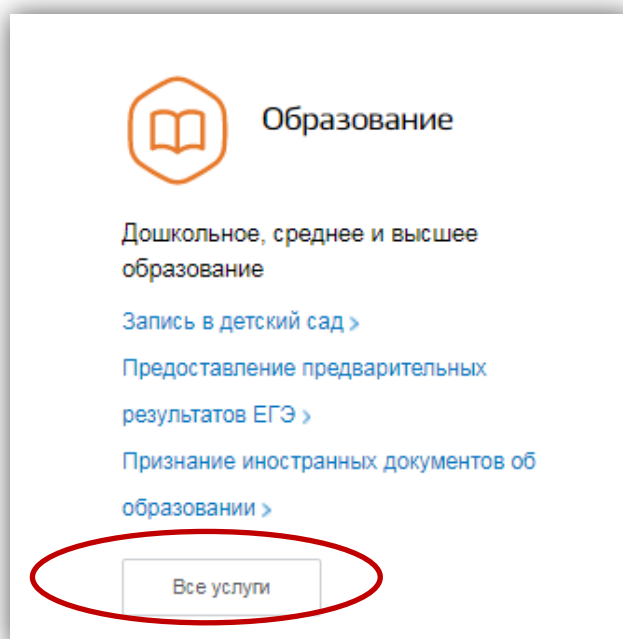 Образование
Дошкольное, среднее и высшее
образование
Запись в детский сад >
Предоставление предварительных
результатов ЕГЭ >
Признание иностранных документов об
образовании >
Все услуги